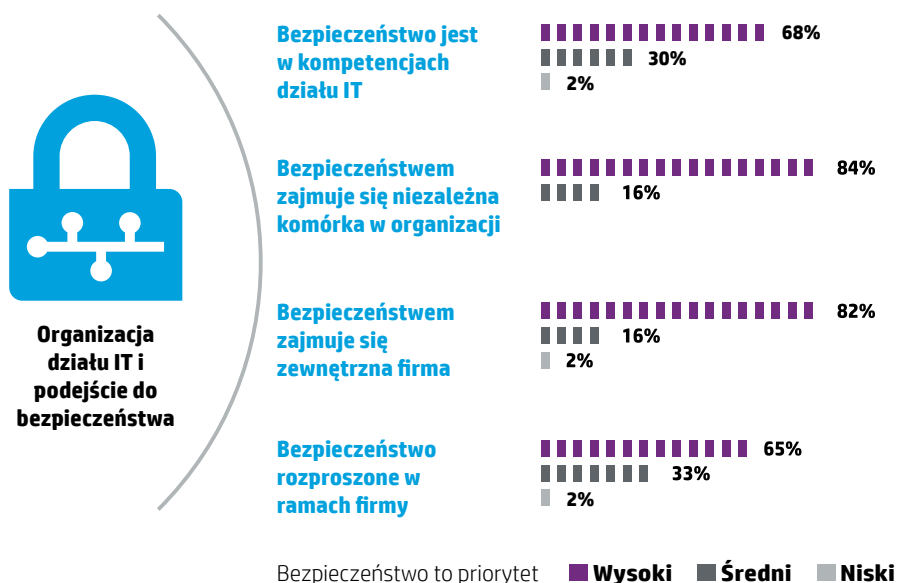 Organizacja
działu IT i
podejście do
bezpieczeństwa
Bezpieczeństwo jest
w kompetencjach
działu IT
68%
30%
2%
Bezpieczeństwem
zajmuje się niezależna
komórka w organizacji
84%
16%
Bezpieczeństwem
zajmuje się
zewnętrzna firma
82%
16%
2%
Bezpieczeństwo
rozproszone w
ramach firmy
65%
33%
2%
Bezpieczeństwo to priorytet Wysoki Średni Niski